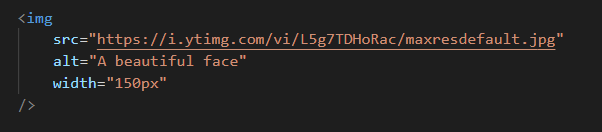 <img
src="https://i.ytimg.com/vi/L5g7TDHoRac/maxresdefault.jpg"
alt="A beautiful face"
width="150px"
/>